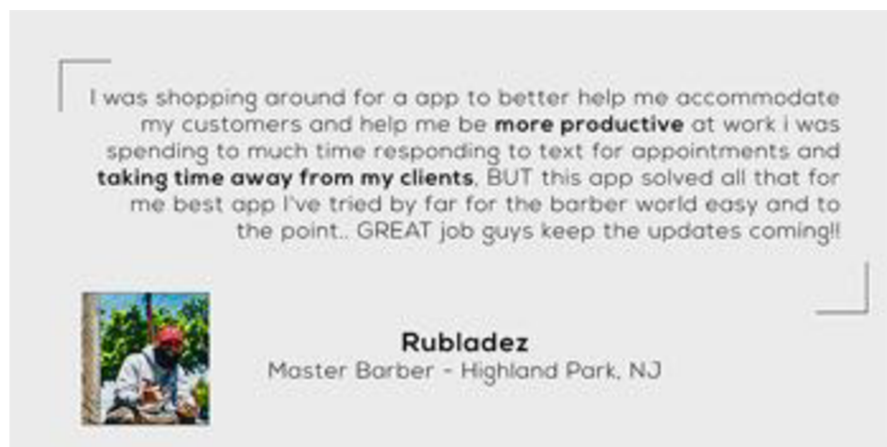 I was shopping around for a app to better help me accommodate
my customers and help me be more productive at work i was
spending to much time responding to text for appointments and
taking time away from my clients, BUT this app solved all that for
me best app I've tried by far for the barber world easy and to
the point.. GREAT job guys keep the updates coming!!
Rubladez
Master Barber - Highland Park, NJ